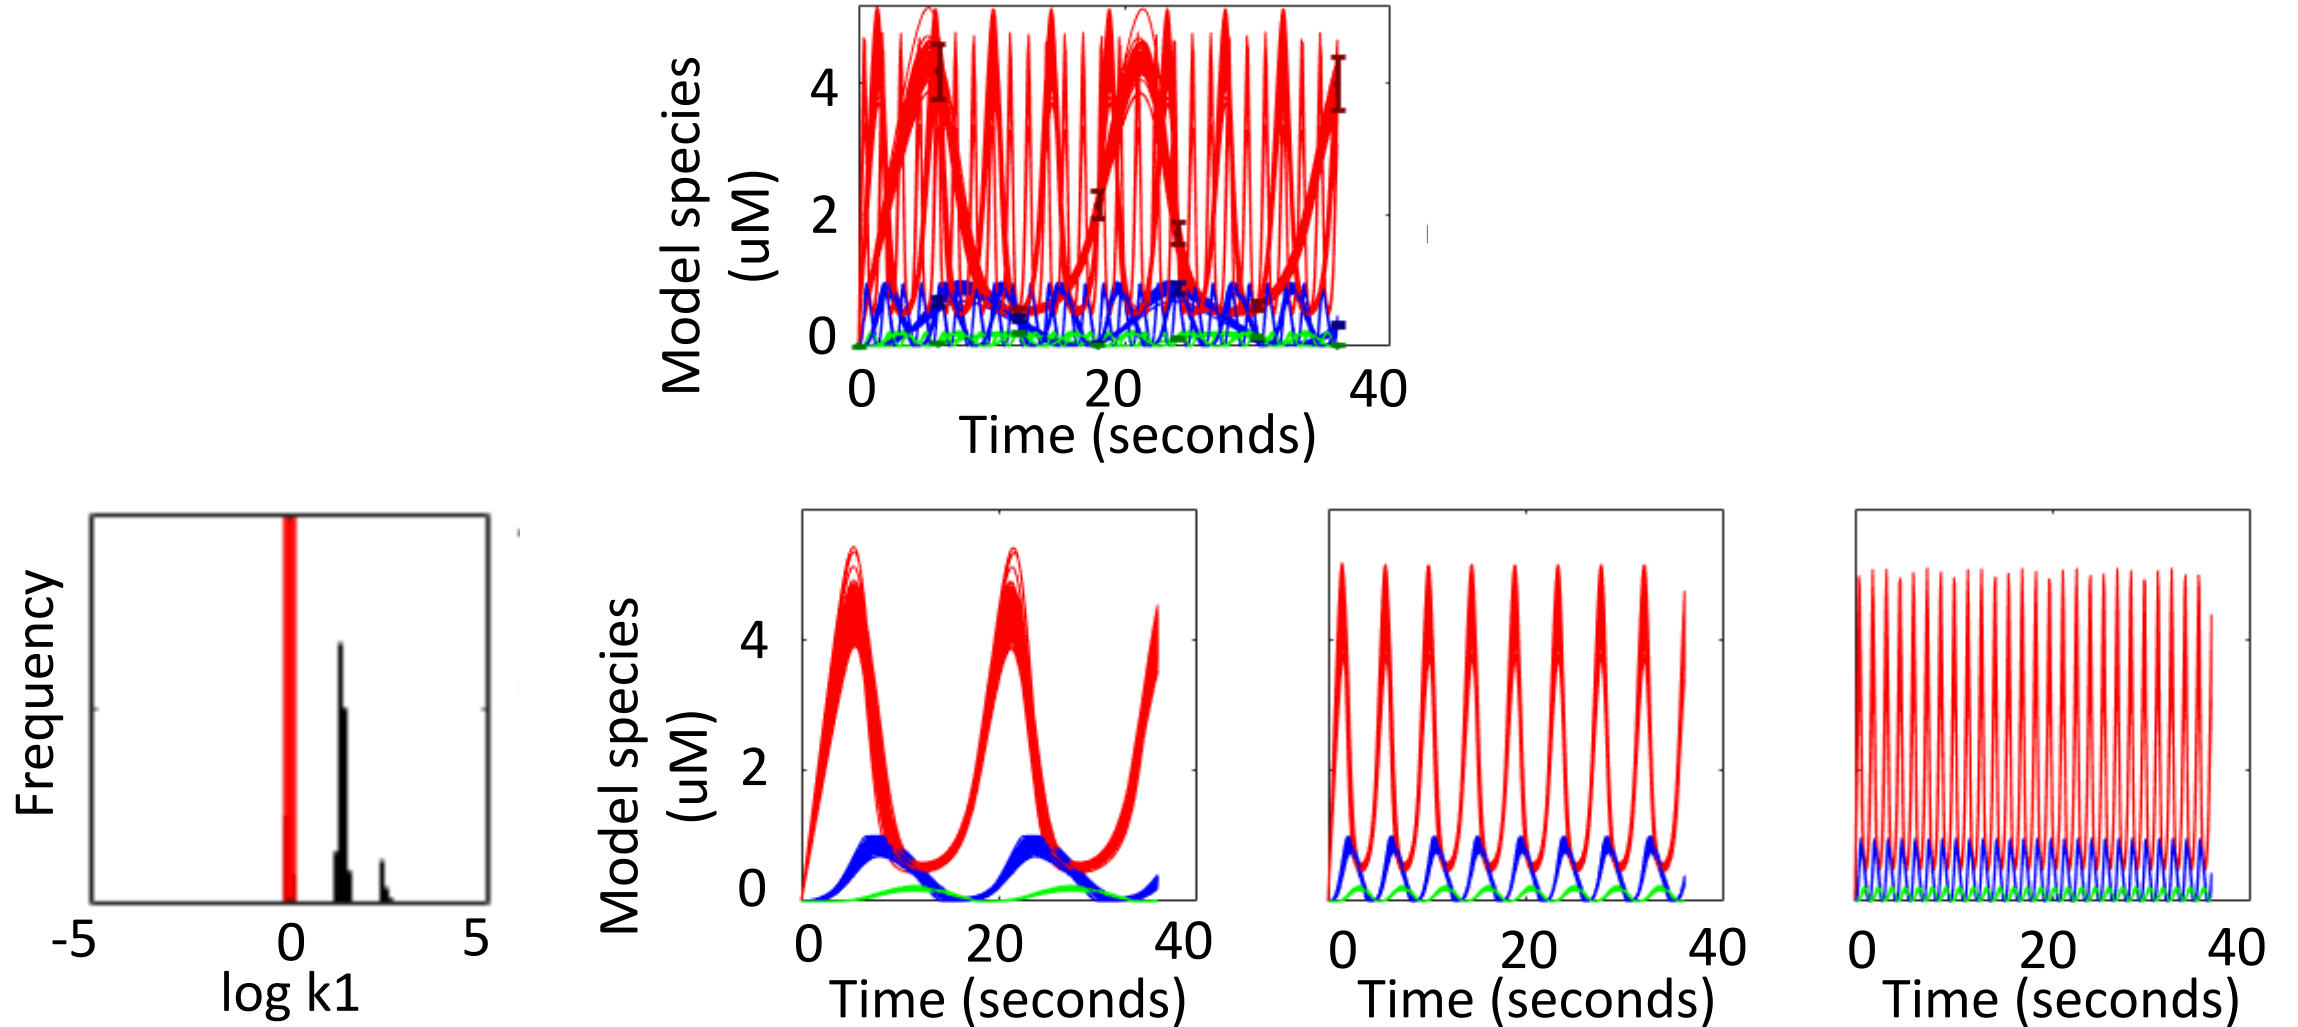 Model species
(uM)
4
2
0
0 20 40
Time (seconds)
Frequency
-5 0 5
log k1
Model species
(uM)
4
2
0
0 20 40
Time (seconds)
0 20 40
Time (seconds)
0 20 40
Time (seconds)